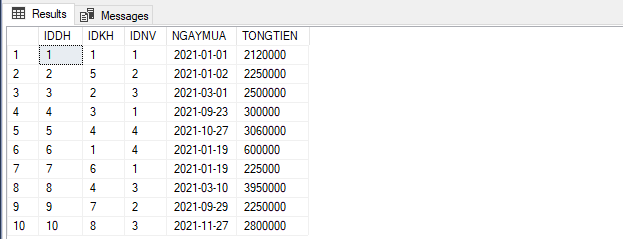 Results Messages
IDDH IDKH IDNV NGAYMUA TONGTIEN
1 1 1 1 2021-01-01 2120000
2 2 5 2 2021-01-02 2250000
3 3 2 3 2021-03-01 2500000
4 4 3 1 2021-09-23 300000
5 5 4 4 2021-10-27 3060000
6 6 1 4 2021-01-19 600000
7 7 6 1 2021-01-19 225000
8 8 4 3 2021-03-10 3950000
9 9 7 2 2021-09-29 2250000
10 10 8 3 2021-11-27 2800000